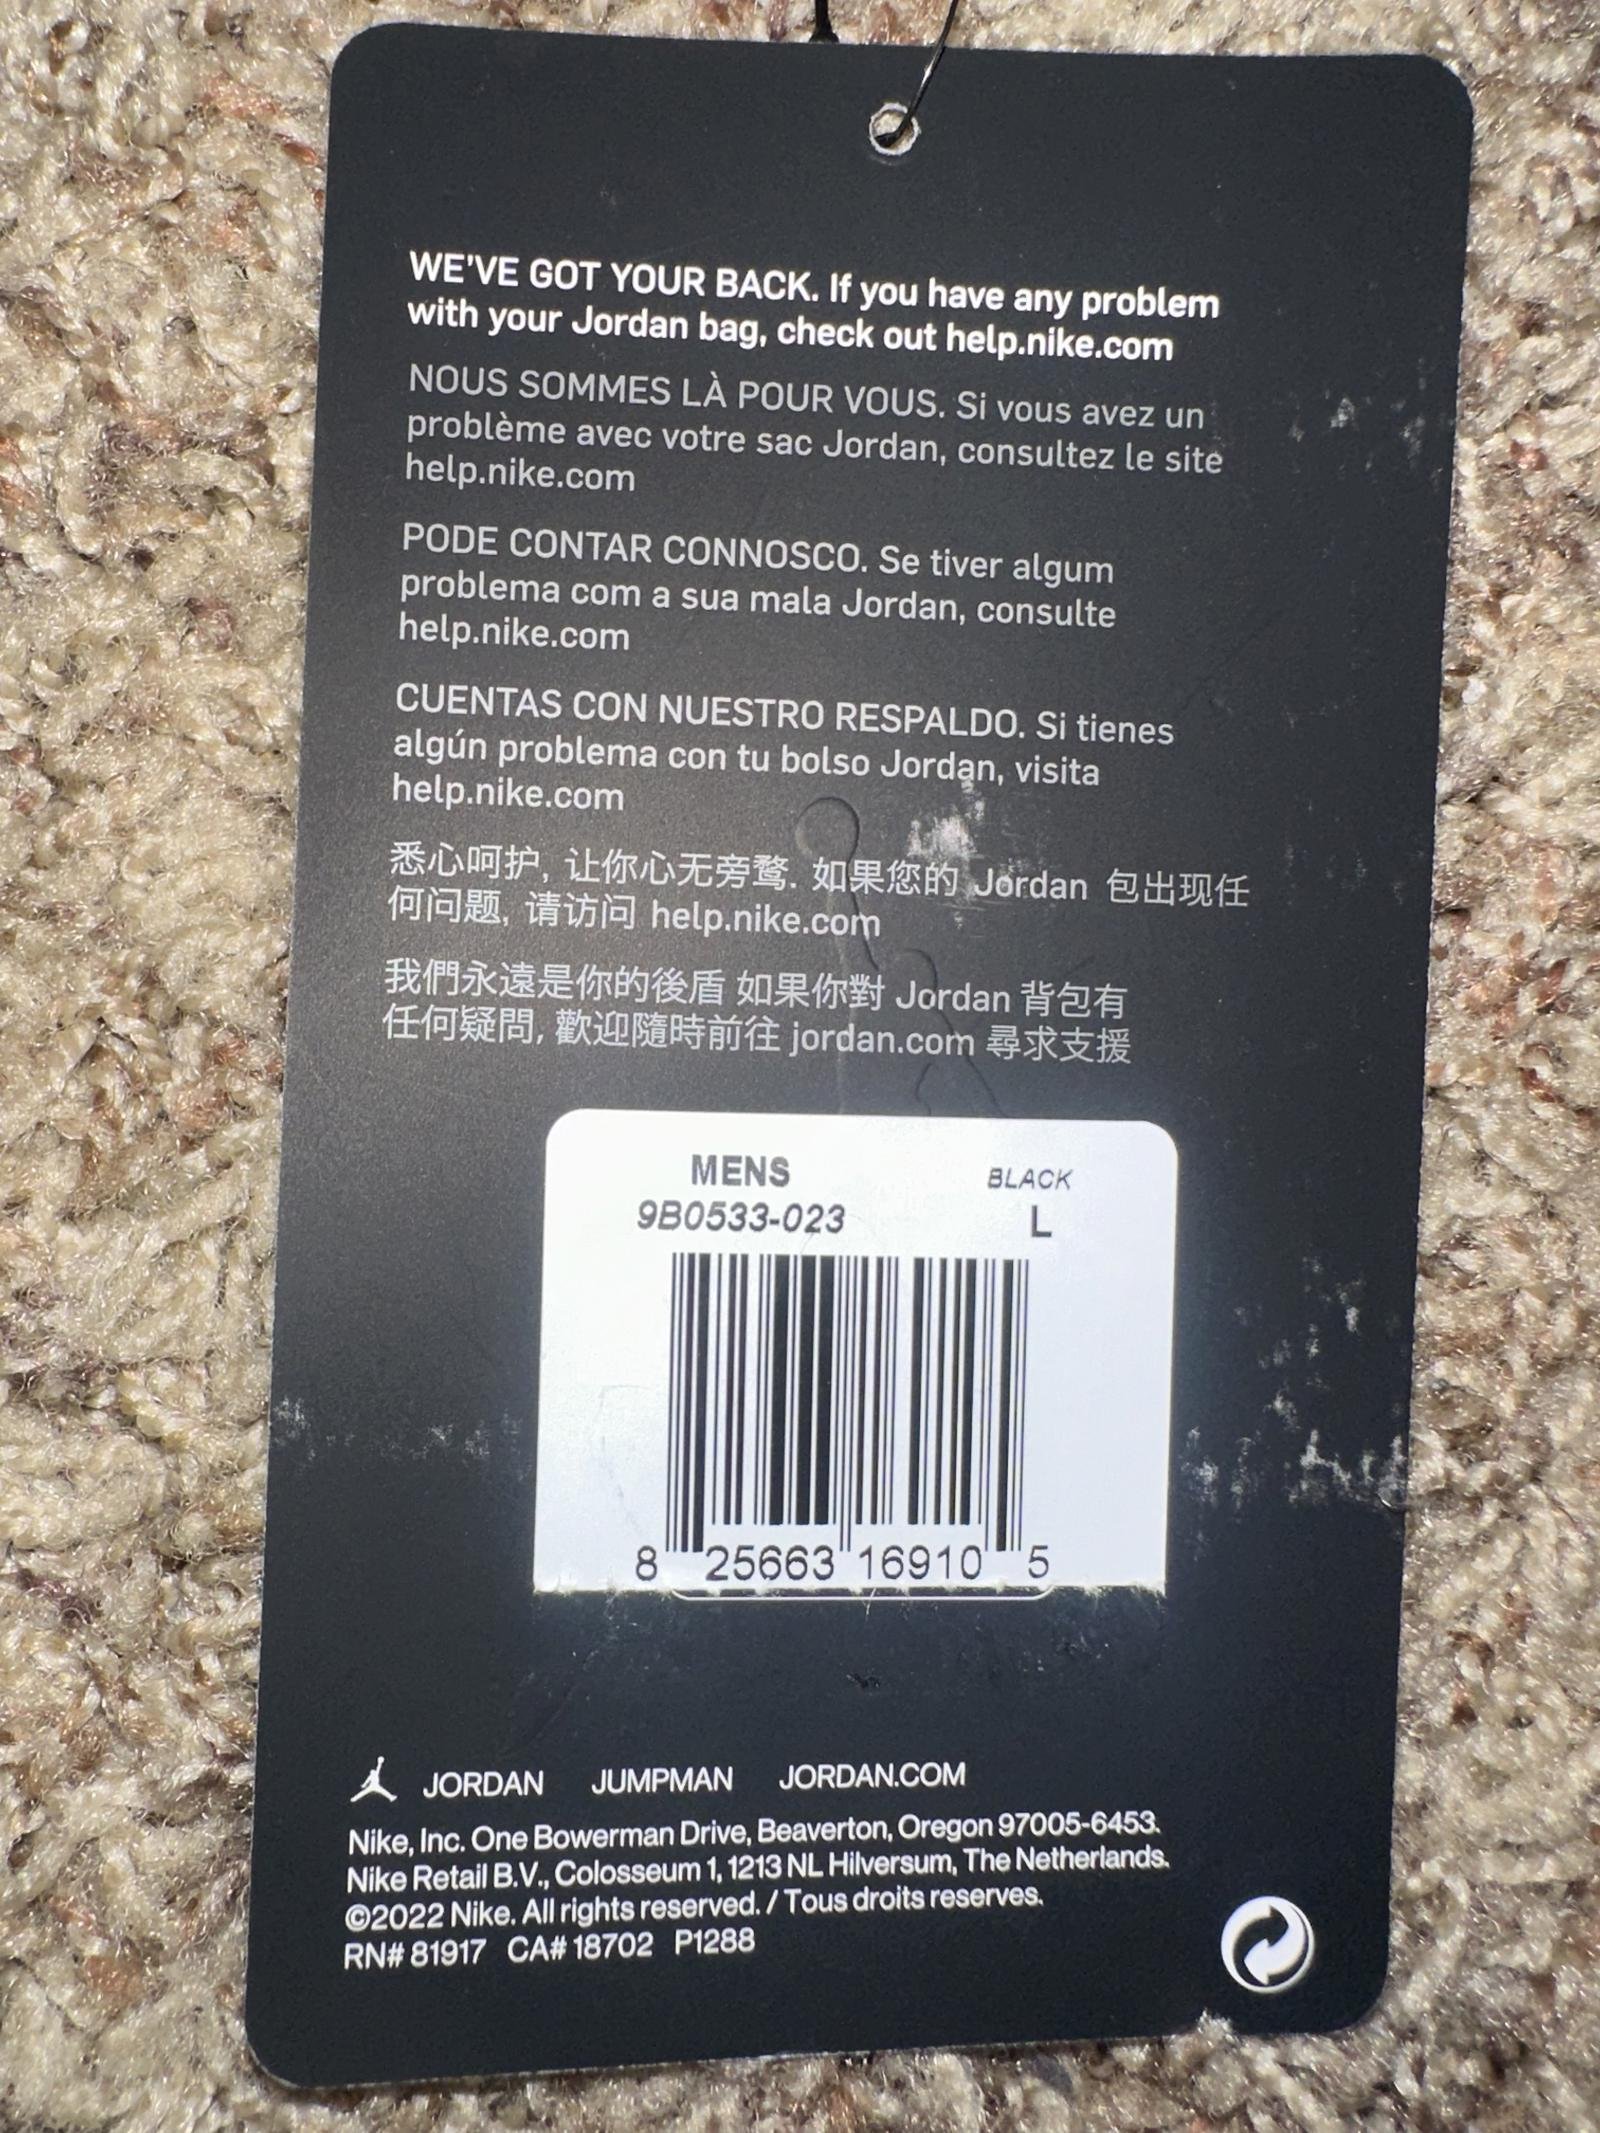 WE'VE GOT YOUR BACK. If you have any problem
with your Jordan bag, check out help.nike.com
NOUS SOMMES LÀ POUR VOUS. Si vous avez un
problème avec votre sac Jordan, consultez le site
help.nike.com
PODE CONTAR CONNOSCO. Se tiver algum
problema com a sua mala Jordan, consulte
help.nike.com
CUENTAS CON NUESTRO RESPALDO. Si tienes
algún problema con tu bolso Jordan, visita
help.nike.com
悉心呵护, 让你心无旁鹜. 如果您的 Jordan 包出现任
何问题, 请访问 help.nike.com
我們永遠是你的後盾 如果你對 Jordan 背包有
任何疑問, 歡迎隨時前往 jordan.com 尋求支援
MENS BLACK
9B0533-023 L
8 25663 16910 5
JORDAN JUMPMAN JORDAN.COM
Nike, Inc. One Bowerman Drive, Beaverton, Oregon 97005-6453.
Nike Retail B.V., Colosseum 1, 1213 NL Hilversum, The Netherlands.
©2022 Nike. All rights reserved. / Tous droits reserves.
RN# 81917 CA# 18702 P1288